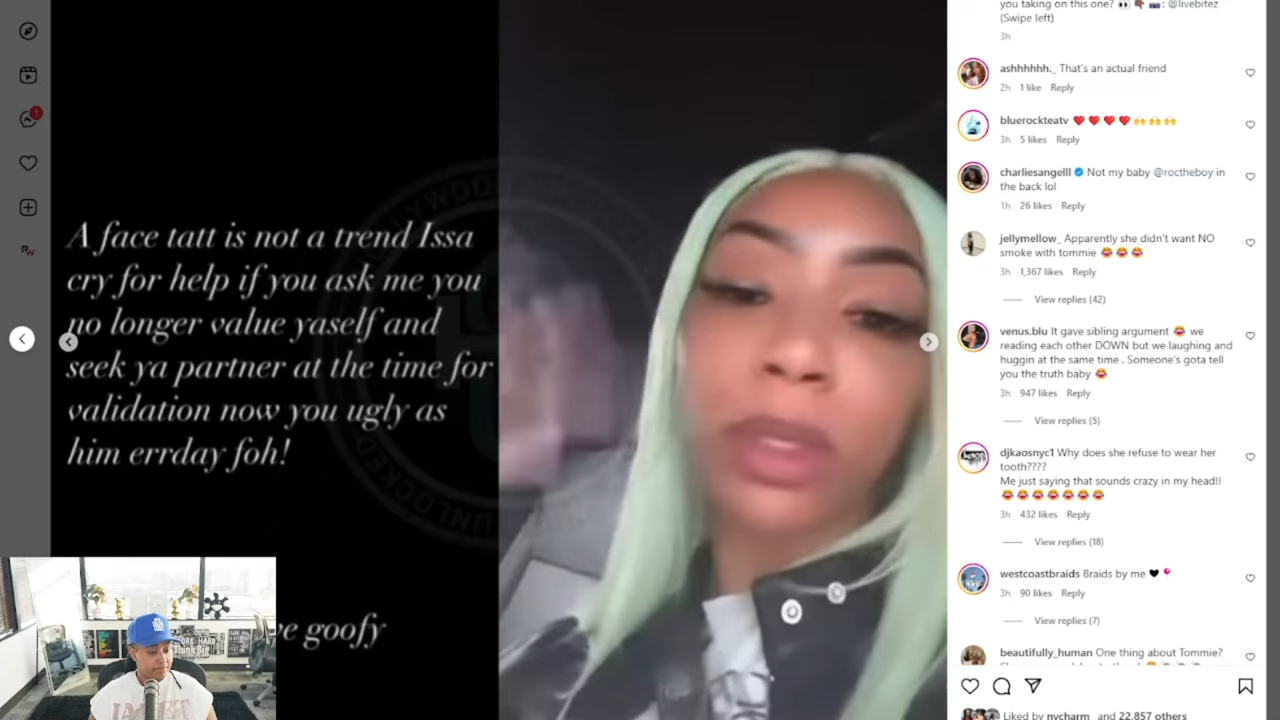 A face tatt is not a trend Issa
cry for help if you ask me you
no longer value yaself and
seek ya partner at the time for
validation now you ugly as
him errday foh!
ve goofy
1
RW
you taking on this one? 👀 👇🏾 📷: @livebitez
(Swipe left)
3h
ashhhhhh._ That's an actual friend
2h 1 like Reply
bluerockteatv ❤️ ❤️ ❤️ ❤️ 🙌 🙌 🙌
3h 5 likes Reply
charliesangelll Not my baby @roctheboy in
the back lol
1h 26 likes Reply
jellymellow_ Apparently she didn't want NO
smoke with tommie 😂 😂 😂
3h 1,367 likes Reply
View replies (42)
venus.blu It gave sibling argument 😂 we
reading each other DOWN but we laughing and
huggin at the same time . Someone's gota tell
you the truth baby 😂
3h 947 likes Reply
View replies (5)
djkaosnyc1 Why does she refuse to wear her
tooth????
Me just saying that sounds crazy in my head!!
😂 😂 😂 😂 😂 😂 😂
3h 432 likes Reply
View replies (18)
westcoastbraids Braids by me
3h 90 likes Reply
View replies (7)
beautifully_human One thing about Tommie?
Liked by nycharm_ and 22,857 others